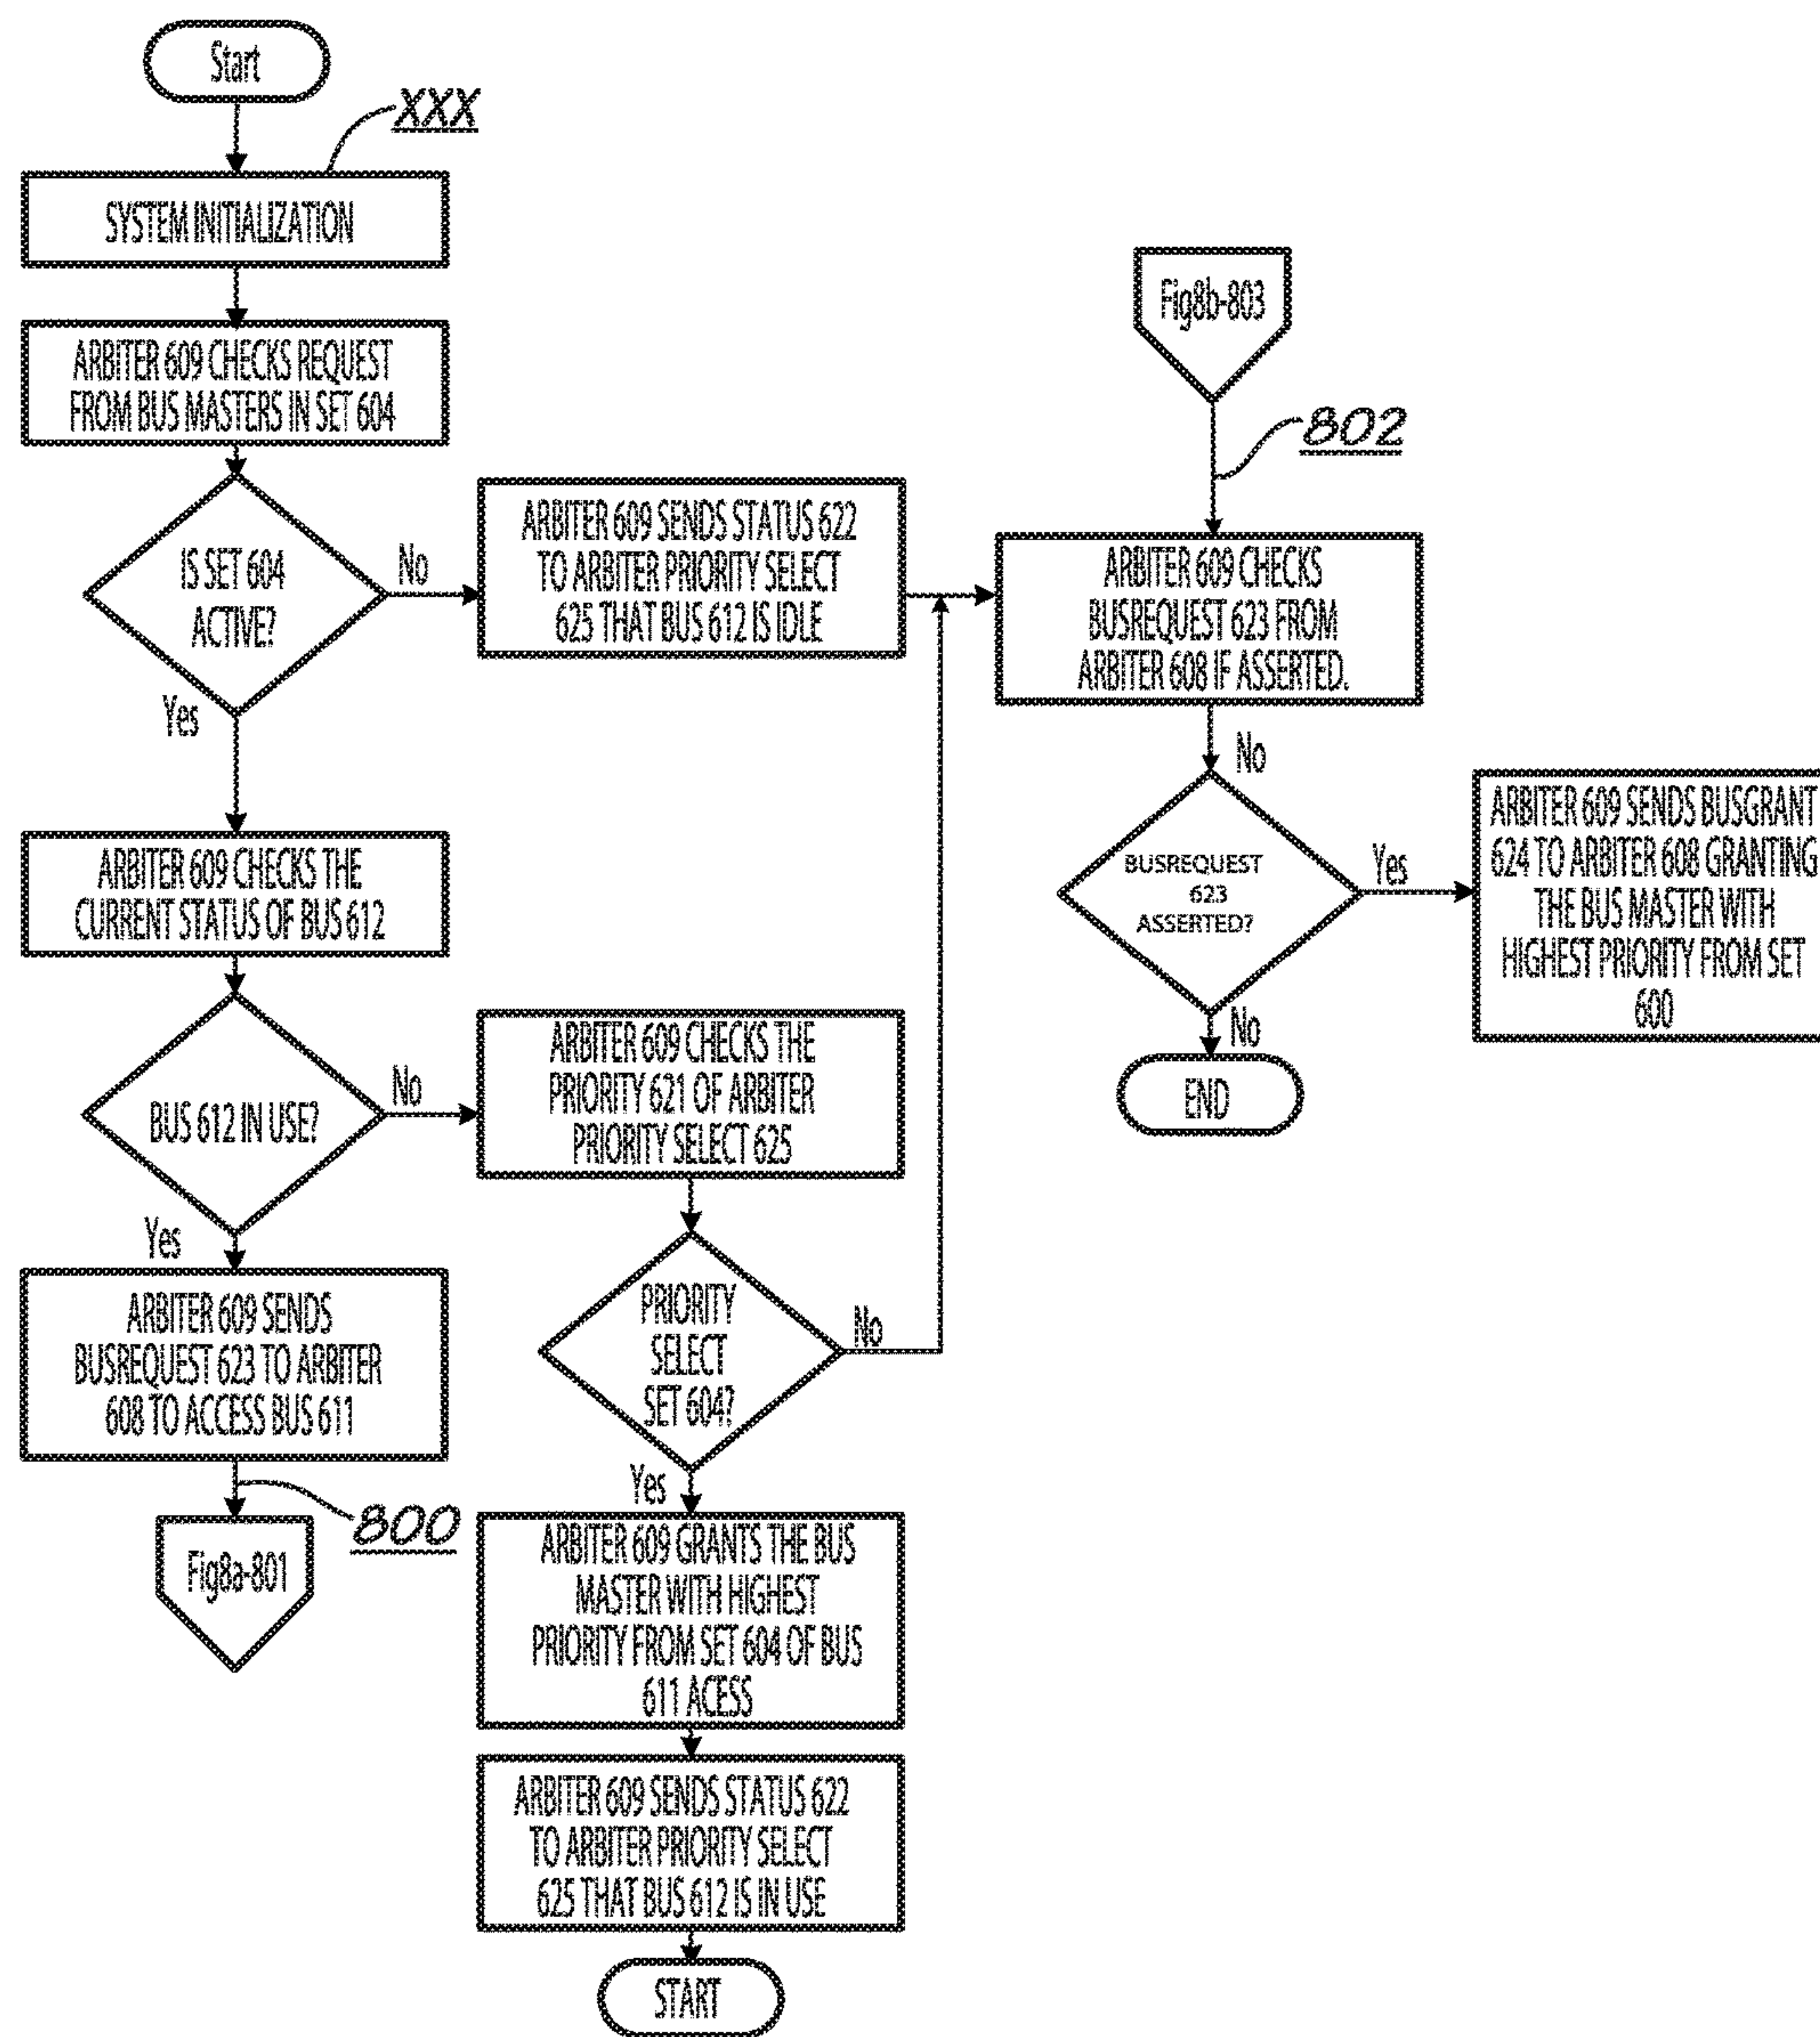 Start
XXX
SYSTEM INITIALIZATION
ARBITER 609 CHECKS REQUEST
FROM BUS MASTERS IN SET 604
IS SET 604
ACTIVE?
No
Yes
ARBITER 609 SENDS STATUS 622
TO ARBITER PRIORITY SELECT
625 THAT BUS 612 IS IDLE
ARBITER 609 CHECKS THE
CURRENT STATUS OF BUS 612
BUS 612 IN USE?
No
Yes
ARBITER 609 SENDS
BUSREQUEST 623 TO ARBITER
608 TO ACCESS BUS 611
800
Fig8a-801
ARBITER 609 CHECKS THE
PRIORITY 621 OF ARBITER
PRIORITY SELECT 625
PRIORITY
SELECT
SET 604?
No
Yes
ARBITER 609 GRANTS THE BUS
MASTER WITH HIGHEST
PRIORITY FROM SET 604 OF BUS
611 ACESS
ARBITER 609 SENDS STATUS 622
TO ARBITER PRIORITY SELECT
625 THAT BUS 612 IS IN USE
START
Fig8b-803
802
ARBITER 609 CHECKS
BUSREQUEST 623 FROM
ARBITER 608 IF ASSERTED.
No
BUSREQUEST
623
ASSERTED?
Yes
No
END
ARBITER 609 SENDS BUSGRANT
624 TO ARBITER 608 GRANTING
THE BUS MASTER WITH
HIGHEST PRIORITY FROM SET
600